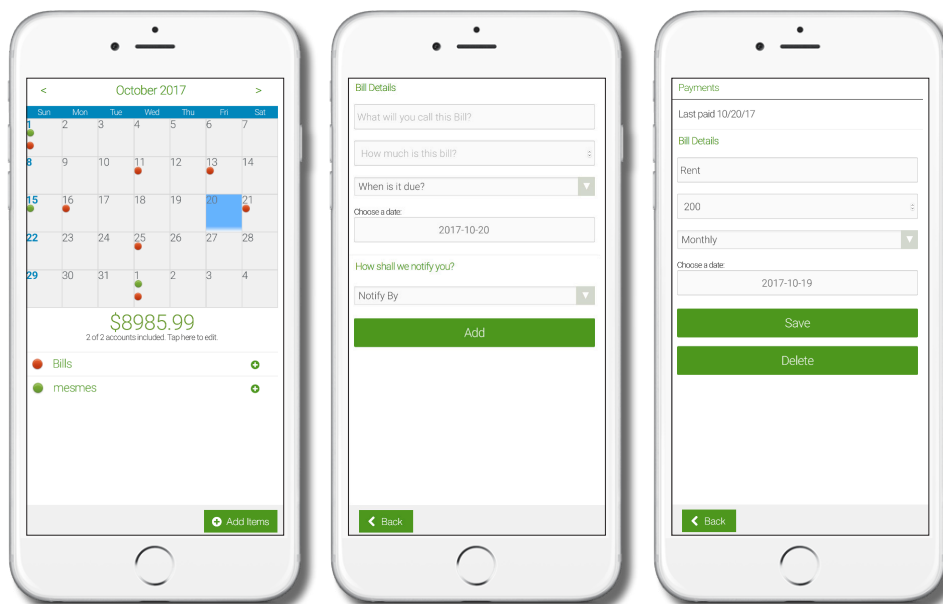 < October 2017 >
Sun Mon Tue Wed Thu Fri Sat
1 2 3 4 5 6 7
8 9 10 11 12 13 14
15 16 17 18 19 20 21
22 23 24 25 26 27 28
29 30 31 1 2 3 4
$8985.99
2 of 2 accounts included. Tap here to edit.
Bills
mesmes
Add Items
Bill Details
What will you call this Bill?
How much is this bill?
When is it due?
Choose a date:
2017-10-20
How shall we notify you?
Notify By
Add
Back
Payments
Last paid 10/20/17
Bill Details
Rent
200
Monthly
Choose a date:
2017-10-19
Save
Delete
Back